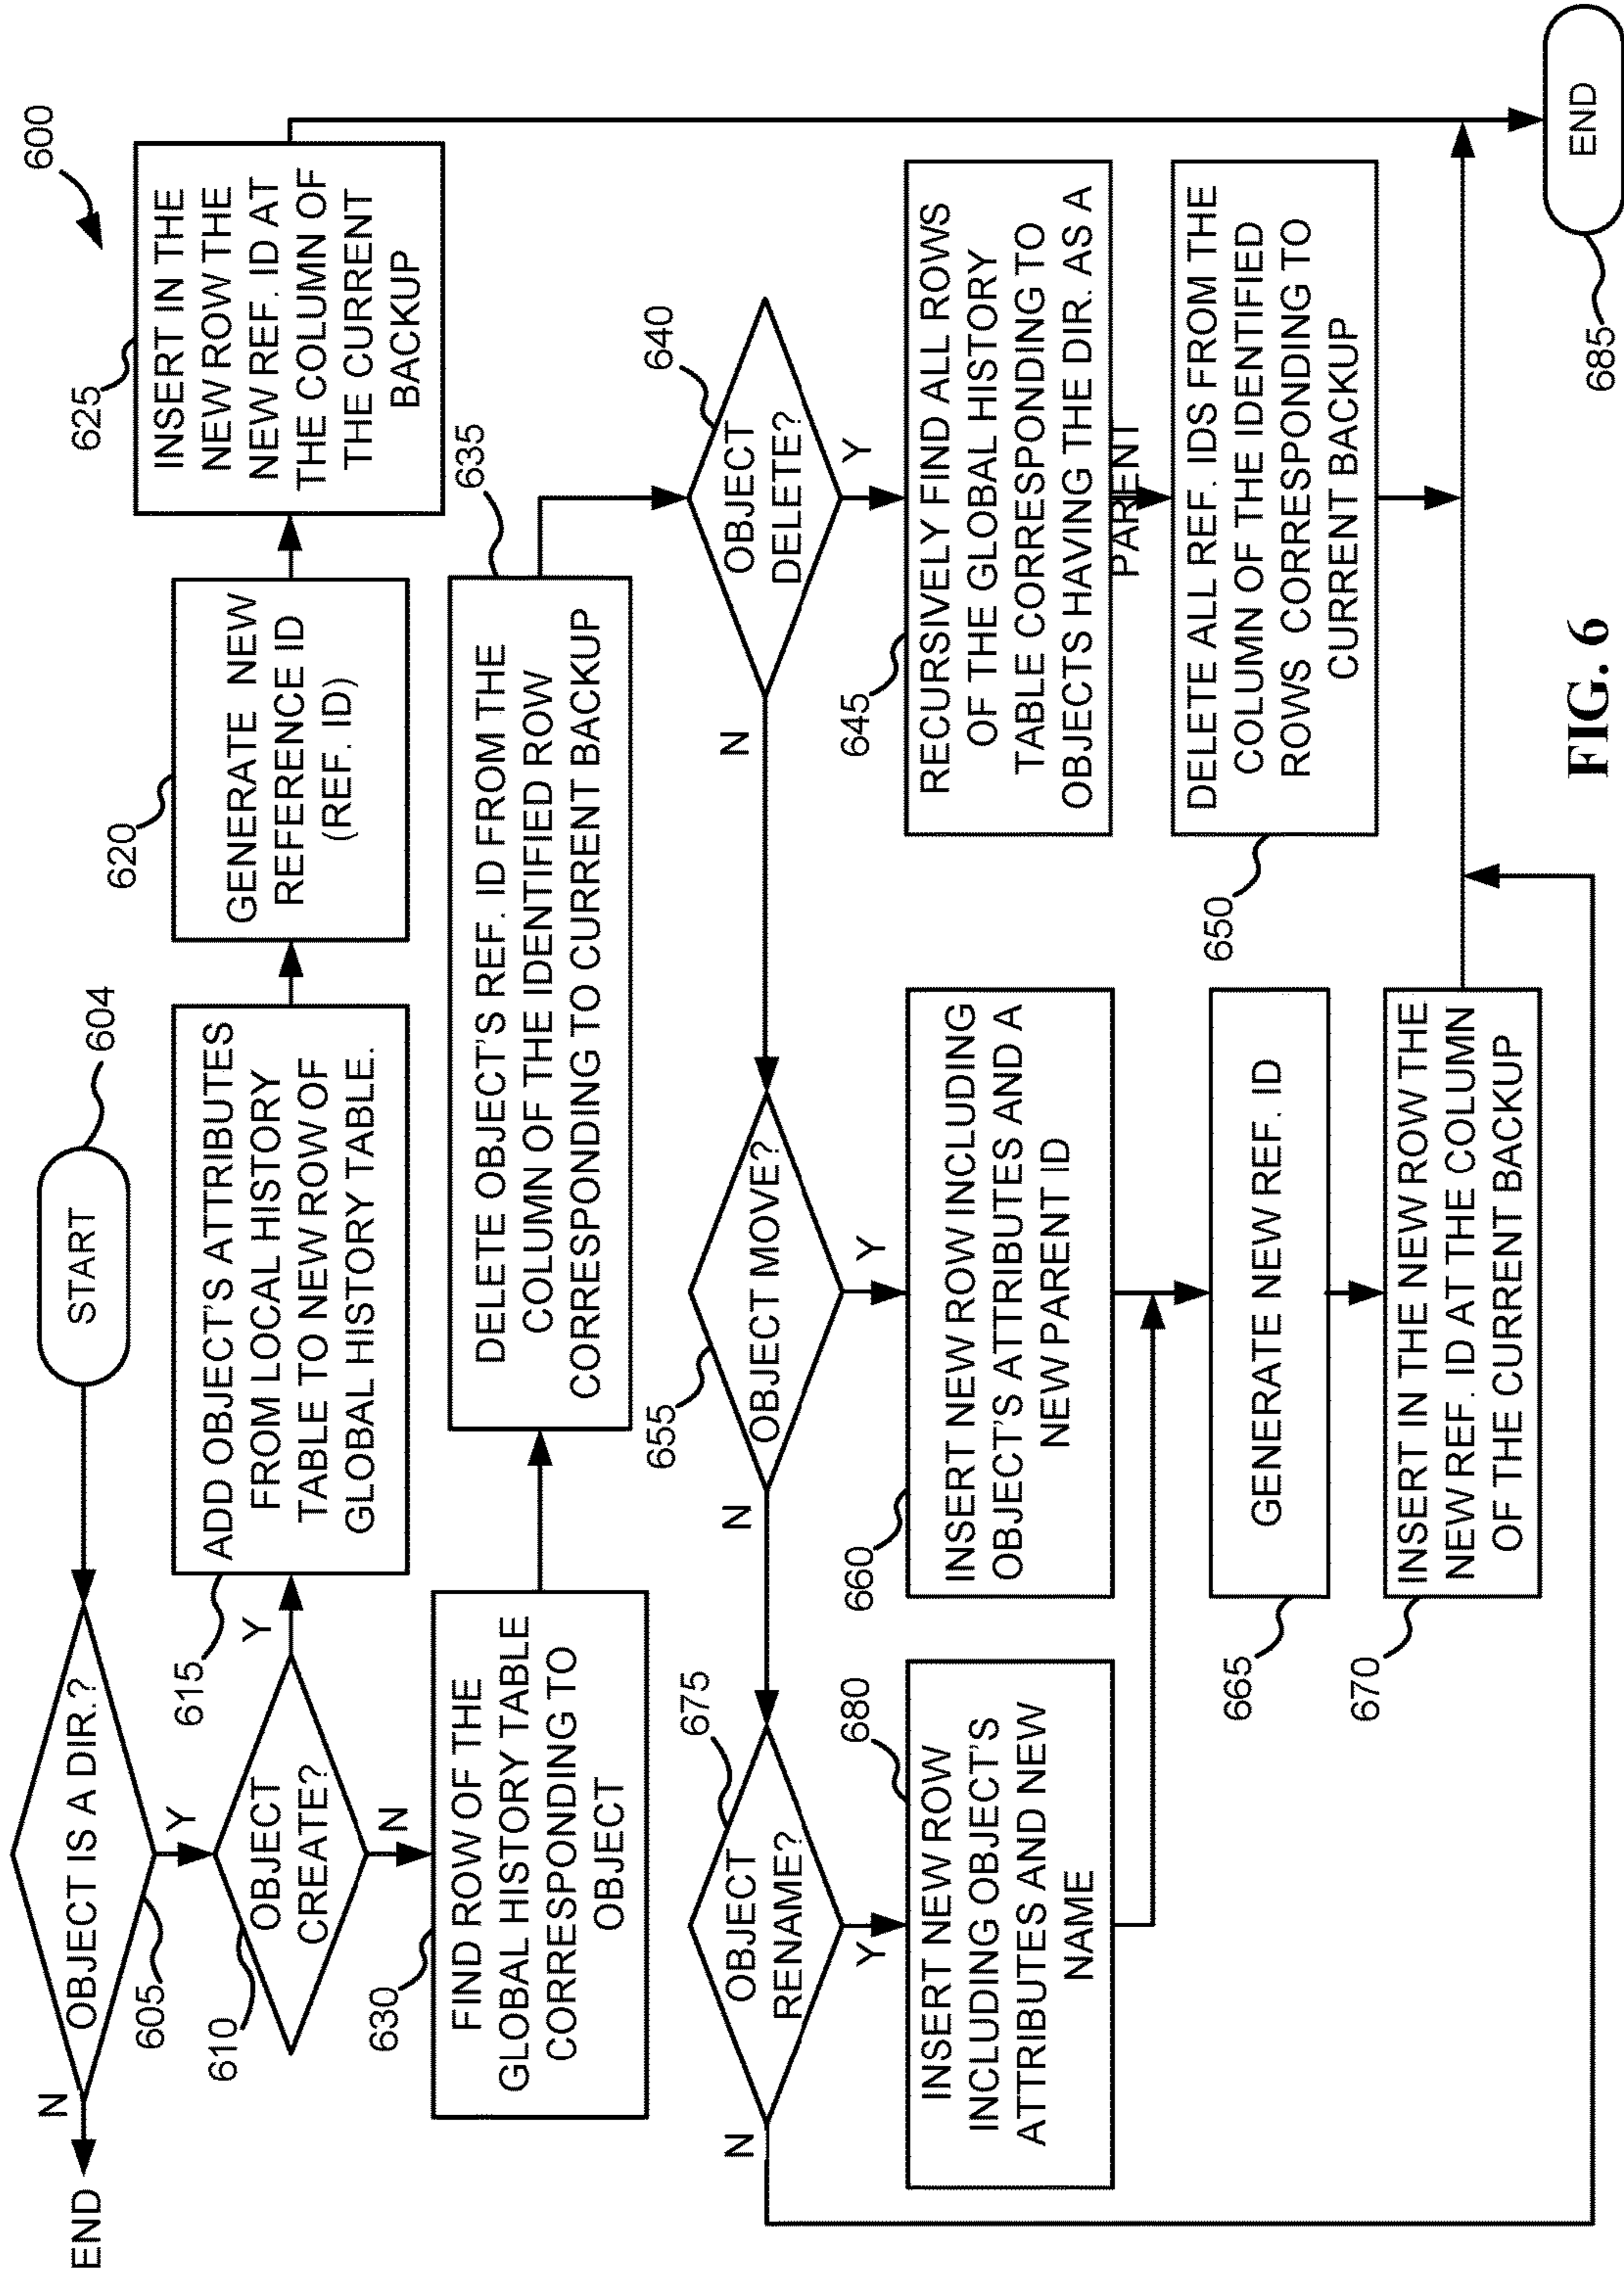 600
START
604
OBJECT IS A DIR.?
605
N
END
Y
OBJECT
CREATE?
610
Y
ADD OBJECT'S ATTRIBUTES
FROM LOCAL HISTORY
TABLE TO NEW ROW OF
GLOBAL HISTORY TABLE.
615
GENERATE NEW
REFERENCE ID
(REF. ID)
620
INSERT IN THE
NEW ROW THE
NEW REF. ID AT
THE COLUMN OF
THE CURRENT
BACKUP
625
N
FIND ROW OF THE
GLOBAL HISTORY TABLE
CORRESPONDING TO
OBJECT
630
DELETE OBJECT'S REF. ID FROM THE
COLUMN OF THE IDENTIFIED ROW
CORRESPONDING TO CURRENT BACKUP
635
OBJECT
DELETE?
640
Y
N
RECURSIVELY FIND ALL ROWS
OF THE GLOBAL HISTORY
TABLE CORRESPONDING TO
OBJECTS HAVING THE DIR. AS A
PARENT
645
DELETE ALL REF. IDS FROM THE
COLUMN OF THE IDENTIFIED
ROWS CORRESPONDING TO
CURRENT BACKUP
650
OBJECT MOVE?
655
Y
N
INSERT NEW ROW INCLUDING
OBJECT'S ATTRIBUTES AND A
NEW PARENT ID
660
GENERATE NEW REF. ID
665
INSERT IN THE NEW ROW THE
NEW REF. ID AT THE COLUMN
OF THE CURRENT BACKUP
670
OBJECT
RENAME?
675
Y
N
INSERT NEW ROW
INCLUDING OBJECT'S
ATTRIBUTES AND NEW
NAME
680
END
685
FIG. 6